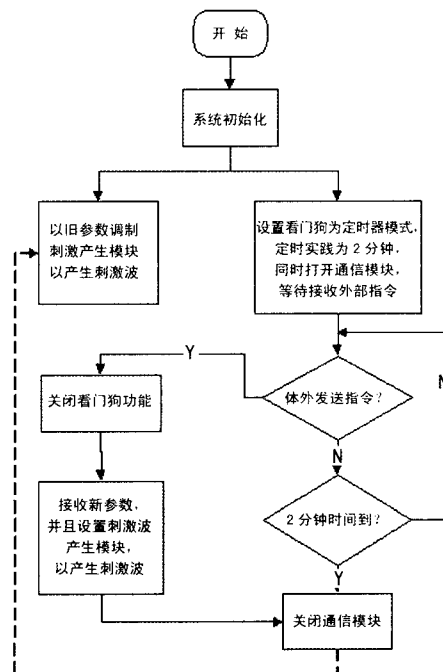 开 始
系统初始化
以旧参数调制
刺激产生模块
以产生刺激波
设置看门狗为定时器模式,
定时实践为2分钟,
同时打开通信模块,
等待接收外部指令
Y
N
体外发送指令?
关闭看门狗功能
N
接收新参数,
并且设置刺激波
产生模块,
以产生刺激波
2分钟时间到?
Y
关闭通信模块